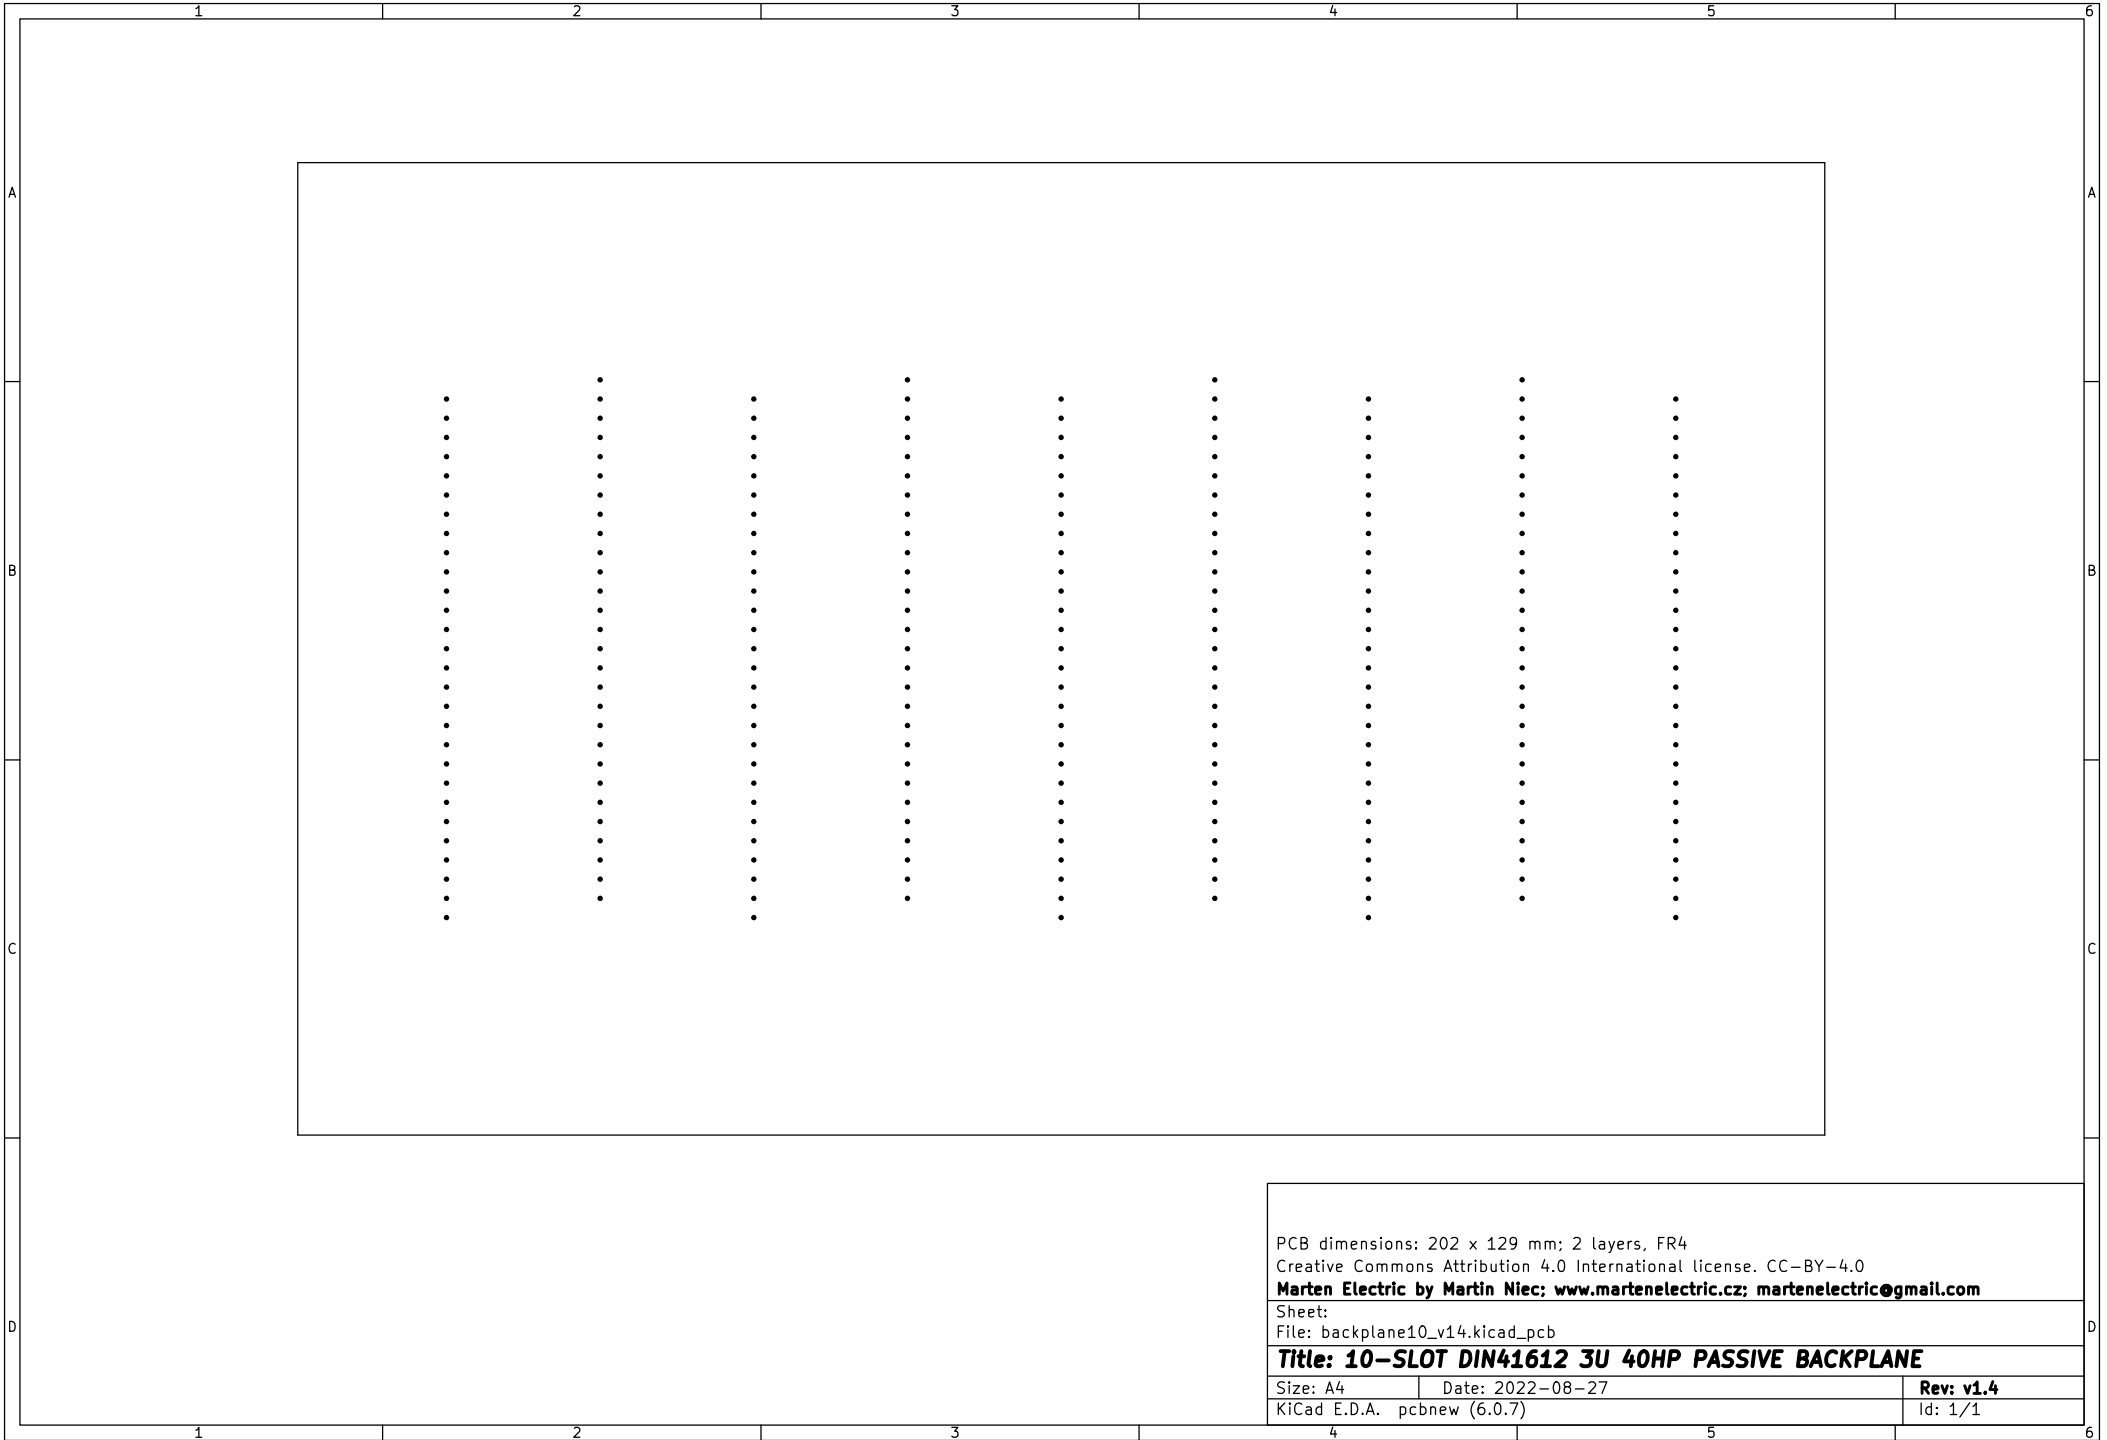 1 2 3 4 5 6
A A
B B
C C
PCB dimensions: 202 x 129 mm; 2 layers, FR4
Creative Commons Attribution 4.0 International license. CC-BY-4.0
Marten Electric by Martin Niec; www.martenelectric.cz; martenelectric@gmail.com
Sheet:
D D
File: backplane10_v14.kicad_pcb
Title: 10-SLOT DIN41612 3U 40HP PASSIVE BACKPLANE
Size: A4 Date: 2022-08-27 Rev: v1.4
KiCad E.D.A. pcbnew (6.0.7) Id: 1/1
1 2 3 4 5 6